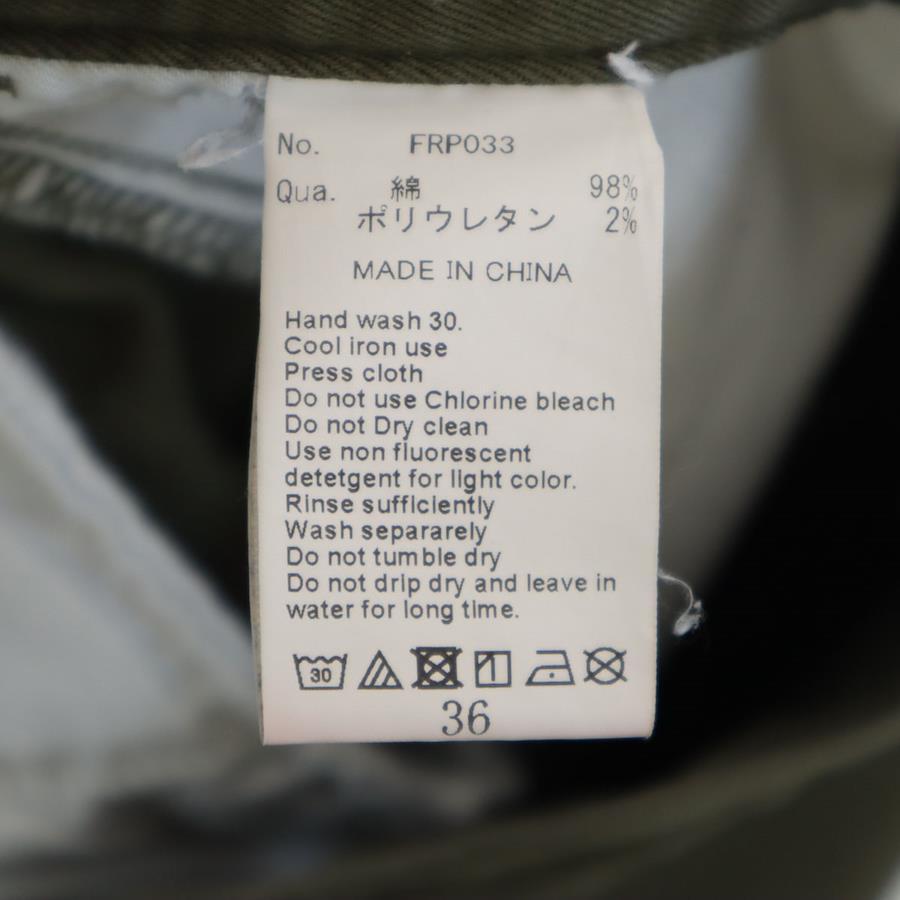 No. FRP033
Qua. 綿 98%
ポリウレタン 2%
MADE IN CHINA
Hand wash 30.
Cool iron use
Press cloth
Do not use Chlorine bleach
Do not Dry clean
Use non fluorescent
detetgent for light color.
Rinse sufflciently
Wash separarely
Do not tumble dry
Do not drip dry and leave in
water for long time.
30
36